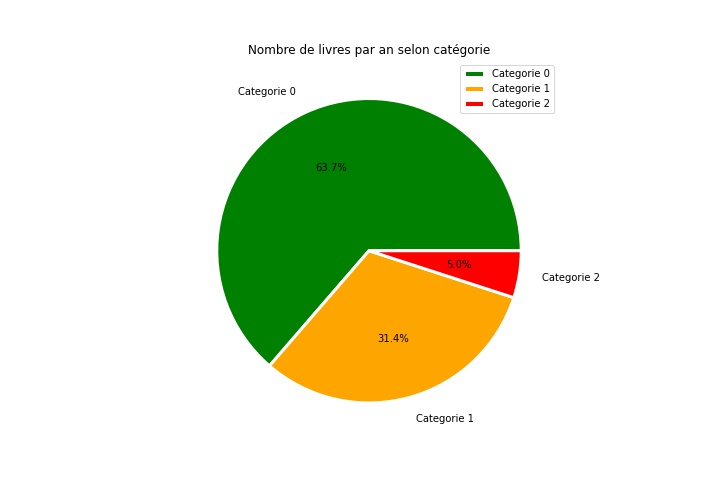 Nombre de livres par an selon catégorie
Categorie 0
Categorie 1
Categorie 2
Categorie 0
63.7%
5.0%
Categorie 2
31.4%
Categorie 1